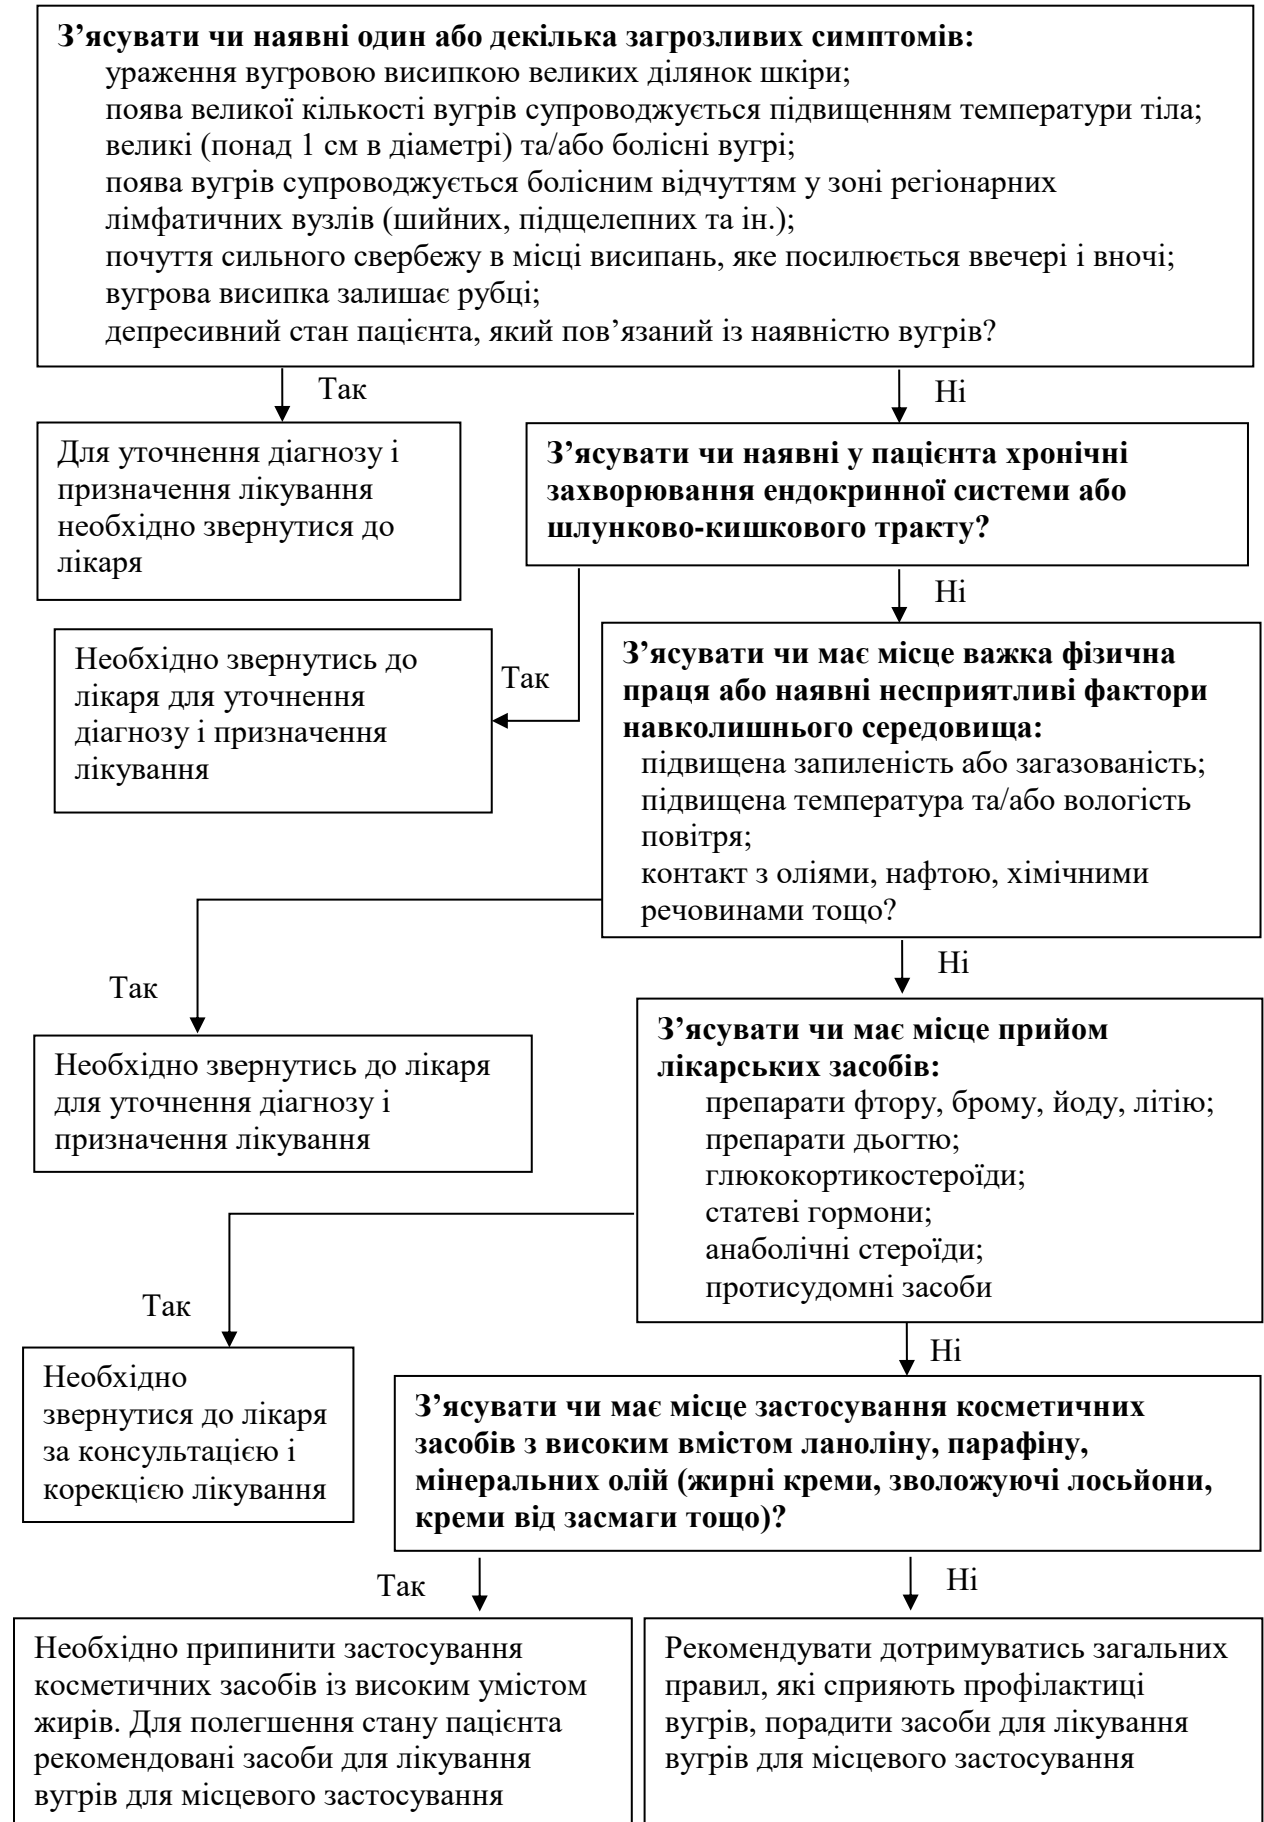 З’ясувати чи наявні один або декілька загрозливих симптомів:
ураження вугровою висипкою великих ділянок шкіри;
поява великої кількості вугрів супроводжується підвищенням температури тіла;
великі (понад 1 см в діаметрі) та/або болісні вугрі;
поява вугрів супроводжується болісним відчуттям у зоні регіонарних
лімфатичних вузлів (шийних, підщелепних та ін.);
почуття сильного свербежу в місці висипань, яке посилюється ввечері і вночі;
вугрова висипка залишає рубці;
депресивний стан пацієнта, який пов’язаний із наявністю вугрів?
Так
Ні
Для уточнення діагнозу і
призначення лікування
необхідно звернутися до
лікаря
З’ясувати чи наявні у пацієнта хронічні
захворювання ендокринної системи або
шлунково-кишкового тракту?
Ні
Так
Необхідно звернутись до
лікаря для уточнення
діагнозу і призначення
лікування
З’ясувати чи має місце важка фізична
праця або наявні несприятливі фактори
навколишнього середовища:
підвищена запиленість або загазованість;
підвищена температура та/або вологість
повітря;
контакт з оліями, нафтою, хімічними
речовинами тощо?
Так
Ні
Необхідно звернутись до лікаря
для уточнення діагнозу і
призначення лікування
З’ясувати чи має місце прийом
лікарських засобів:
препарати фтору, брому, йоду, літію;
препарати дьогтю;
глюкокортикостероїди;
статеві гормони;
анаболічні стероїди;
протисудомні засоби
Так
Ні
Необхідно
звернутися до лікаря
за консультацією і
корекцією лікування
З’ясувати чи має місце застосування косметичних
засобів з високим вмістом ланоліну, парафіну,
мінеральних олій (жирні креми, зволожуючі лосьйони,
креми від засмаги тощо)?
Так
Ні
Необхідно припинити застосування
косметичних засобів із високим умістом
жирів. Для полегшення стану пацієнта
рекомендовані засоби для лікування
вугрів для місцевого застосування
Рекомендувати дотримуватись загальних
правил, які сприяють профілактиці
вугрів, порадити засоби для лікування
вугрів для місцевого застосування